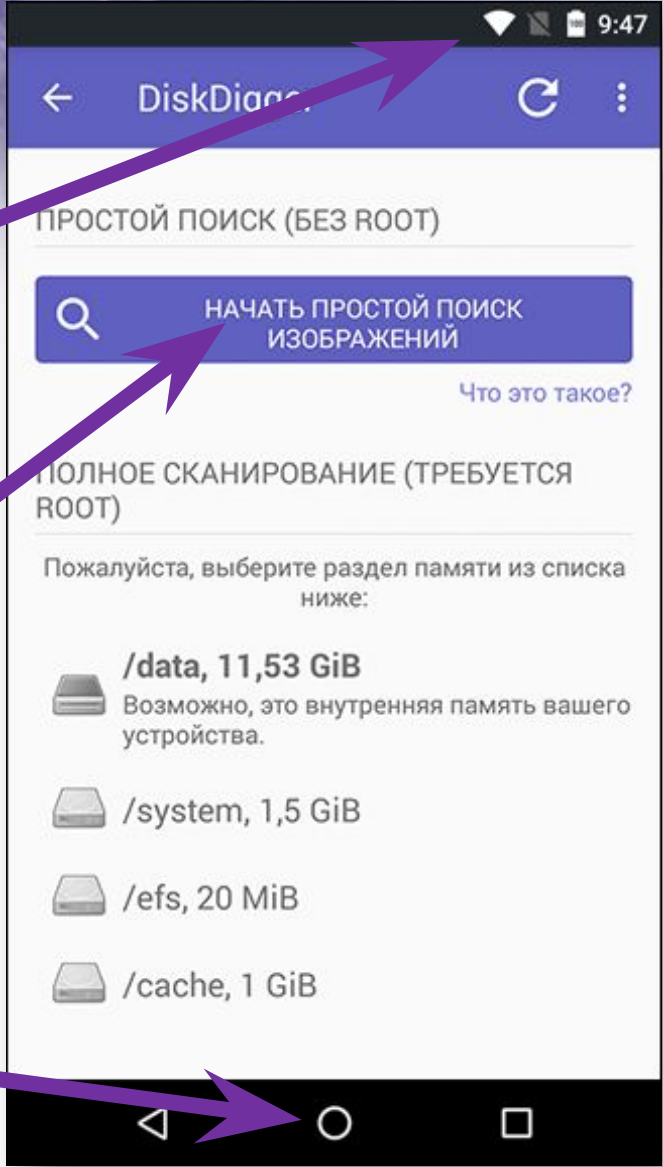 9:47
ПРОСТОЙ ПОИСК (БЕЗ ROOT)
НАЧАТЬ ПРОСТОЙ ПОИСК
ИЗОБРАЖЕНИЙ
Что это такое?
ПОЛНОЕ СКАНИРОВАНИЕ (ТРЕБУЕТСЯ
ROOT)
Пожалуйста, выберите раздел памяти из списка
ниже:
/data, 11,53 GiB
Возможно, это внутренняя память вашего
устройства.
/system, 1,5 GiB
/efs, 20 MiB
/cache, 1 GiB